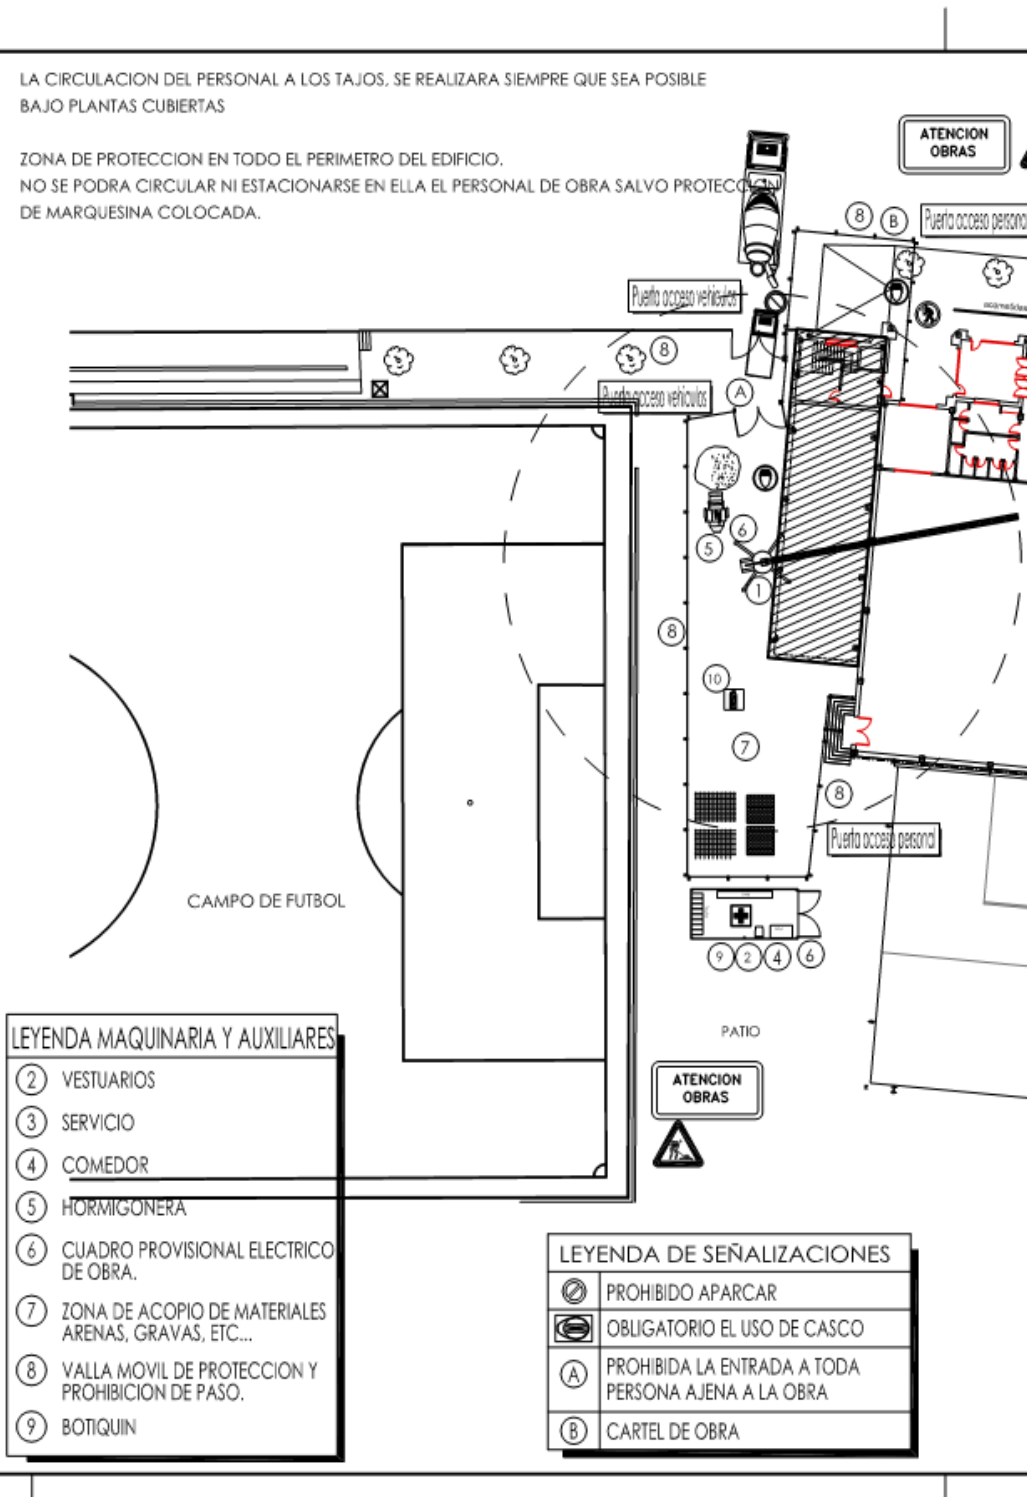 LA CIRCULACION DEL PERSONAL A LOS TAJOS, SE REALIZARA SIEMPRE QUE SEA POSIBLE
BAJO PLANTAS CUBIERTAS
ZONA DE PROTECCION EN TODO EL PERIMETRO DEL EDIFICIO.
NO SE PODRA CIRCULAR NI ESTACIONARSE EN ELLA EL PERSONAL DE OBRA SALVO PROTECCION
DE MARQUESINA COLOCADA.
ATENCION
OBRAS
8 B
Puerta acceso personal
Puerta acceso vehiculos
8
Puerta acceso vehiculos
A
6
5
1
8
10
7
8
Puerta acceso personal
CAMPO DE FUTBOL
9 2 4 6
PATIO
ATENCION
OBRAS
LEYENDA MAQUINARIA Y AUXILIARES
2 VESTUARIOS
3 SERVICIO
4 COMEDOR
5 HORMIGONERA
6 CUADRO PROVISIONAL ELECTRICO
DE OBRA.
7 ZONA DE ACOPIO DE MATERIALES
ARENAS, GRAVAS, ETC...
8 VALLA MOVIL DE PROTECCION Y
PROHIBICION DE PASO.
9 BOTIQUIN
LEYENDA DE SEÑALIZACIONES
PROHIBIDO APARCAR
OBLIGATORIO EL USO DE CASCO
A PROHIBIDA LA ENTRADA A TODA
PERSONA AJENA A LA OBRA
B CARTEL DE OBRA